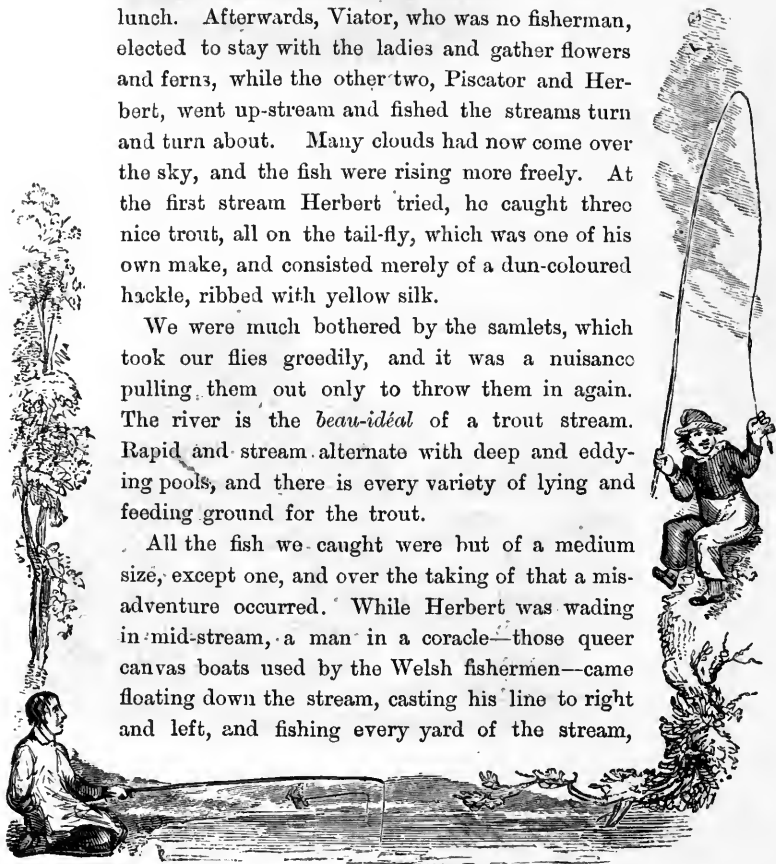 lunch. Afterwards, Viator, who was no fisherman,
elected to stay with the ladies and gather flowers
and ferns, while the other two, Piscator and Her-
bert, went up-stream and fished the streams turn
and turn about. Many clouds had now come over
the sky, and the fish were rising more freely. At
the first stream Herbert tried, he caught three
nice trout, all on the tail-fly, which was one of his
own make, and consisted merely of a dun-coloured
hackle, ribbed with yellow silk.
We were much bothered by the samlets, which
took our flies greedily, and it was a nuisance
pulling them out only to throw them in again.
The river is the beau-idéal of a trout stream.
Rapid and stream alternate with deep and eddy-
ing pools, and there is every variety of lying and
feeding ground for the trout.
All the fish we caught were but of a medium
size, except one, and over the taking of that a mis-
adventure occurred. While Herbert was wading
in mid-stream, a man in a coracle—those queer
canvas boats used by the Welsh fishermen—came
floating down the stream, casting his line to right
and left, and fishing every yard of the stream,